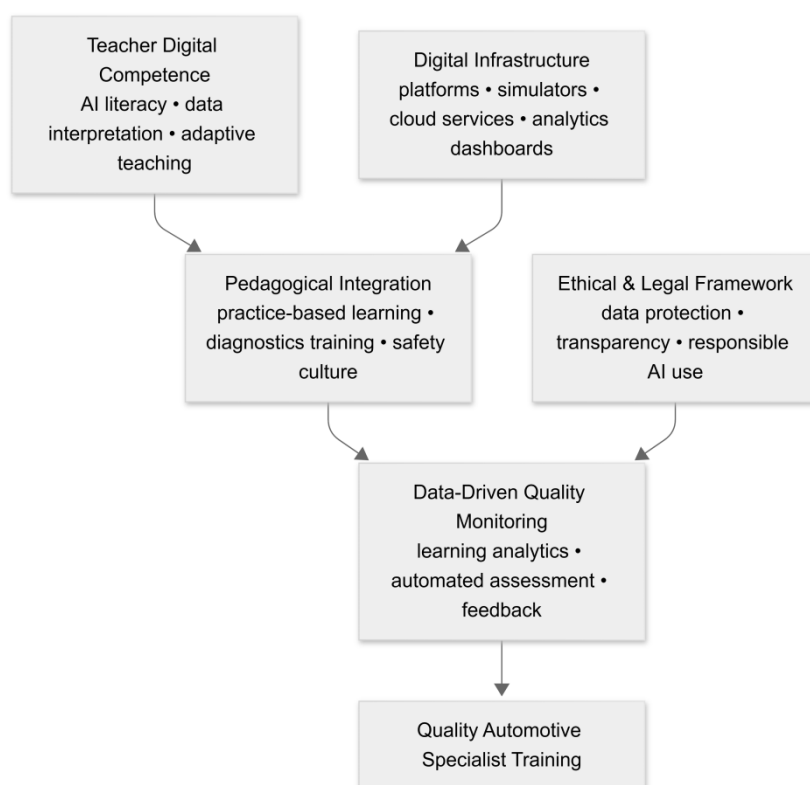 Teacher Digital
Competence
AI literacy • data
interpretation • adaptive
teaching
Digital Infrastructure
platforms • simulators •
cloud services • analytics
dashboards
Pedagogical Integration
practice-based learning •
diagnostics training • safety
culture
Ethical & Legal Framework
data protection •
transparency • responsible
AI use
Data-Driven Quality
Monitoring
learning analytics •
automated assessment •
feedback
Quality Automotive
Specialist Training